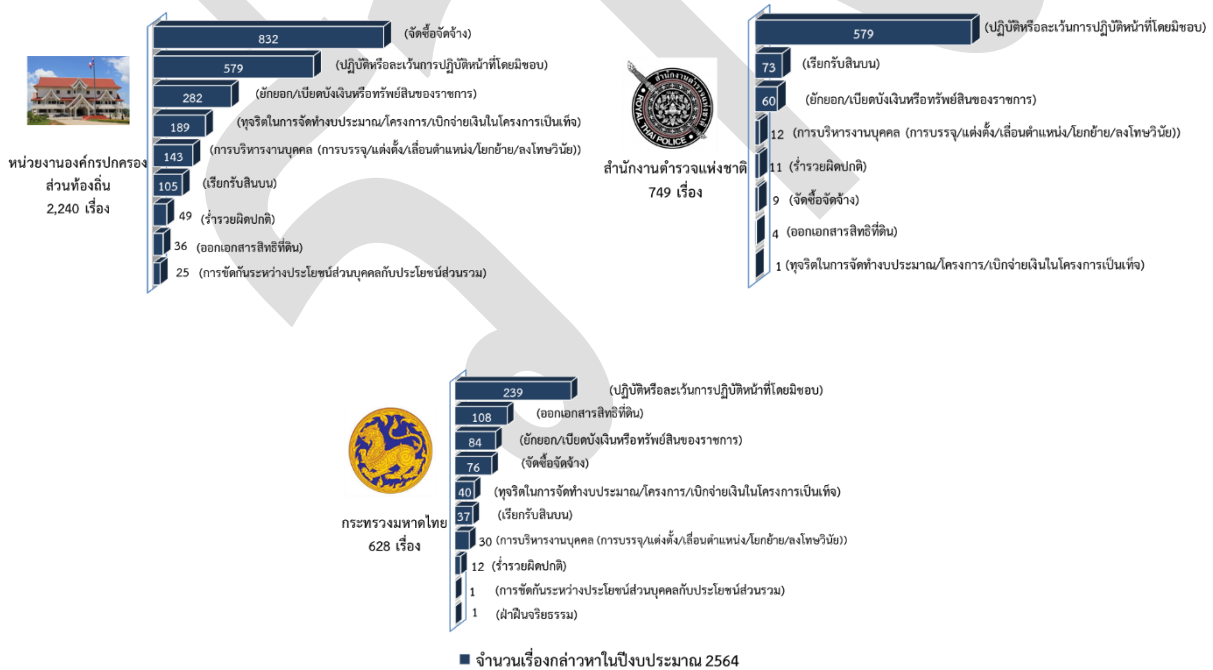 832 (จัดซื้อจัดจ้าง)
579 (ปฏิบัติหรือละเว้นการปฏิบัติหน้าที่โดยมิชอบ)
282 (ยักยอก/เบียดบังเงินหรือทรัพย์สินของราชการ)
189 (ทุจริตในการจัดทำงบประมาณ/โครงการ/เบิกจ่ายเงินในโครงการเป็นเท็จ)
143 (การบริหารงานบุคคล (การบรรจุ/แต่งตั้ง/เลื่อนตำแหน่ง/โยกย้าย/ลงโทษวินัย))
105 (เรียกรับสินบน)
49 (ร่ำรวยผิดปกติ)
36 (ออกเอกสารสิทธิที่ดิน)
25 (การขัดกันระหว่างประโยชน์ส่วนบุคคลกับประโยชน์ส่วนรวม)
หน่วยงานองค์กรปกครอง
ส่วนท้องถิ่น
2,240 เรื่อง
579 (ปฏิบัติหรือละเว้นการปฏิบัติหน้าที่โดยมิชอบ)
73 (เรียกรับสินบน)
60 (ยักยอก/เบียดบังเงินหรือทรัพย์สินของราชการ)
12 (การบริหารงานบุคคล (การบรรจุ/แต่งตั้ง/เลื่อนตำแหน่ง/โยกย้าย/ลงโทษวินัย))
11 (ร่ำรวยผิดปกติ)
9 (จัดซื้อจัดจ้าง)
4 (ออกเอกสารสิทธิที่ดิน)
1 (ทุจริตในการจัดทำงบประมาณ/โครงการ/เบิกจ่ายเงินในโครงการเป็นเท็จ)
สำนักงานตำรวจแห่งชาติ
ROYAL THAI POLICE
สำนักงานตำรวจแห่งชาติ
749 เรื่อง
239 (ปฏิบัติหรือละเว้นการปฏิบัติหน้าที่โดยมิชอบ)
108 (ออกเอกสารสิทธิที่ดิน)
84 (ยักยอก/เบียดบังเงินหรือทรัพย์สินของราชการ)
76 (จัดซื้อจัดจ้าง)
40 (ทุจริตในการจัดทำงบประมาณ/โครงการ/เบิกจ่ายเงินในโครงการเป็นเท็จ)
37 (เรียกรับสินบน)
30 (การบริหารงานบุคคล (การบรรจุ/แต่งตั้ง/เลื่อนตำแหน่ง/โยกย้าย/ลงโทษวินัย))
12 (ร่ำรวยผิดปกติ)
1 (การขัดกันระหว่างประโยชน์ส่วนบุคคลกับประโยชน์ส่วนรวม)
1 (ฝ่าฝืนจริยธรรม)
กระทรวงมหาดไทย
628 เรื่อง
จำนวนเรื่องกล่าวหาในปีงบประมาณ 2564